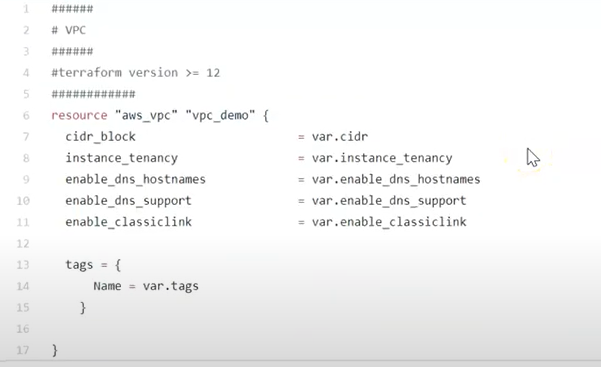 1 ######
2 # VPC
3 ######
4 #terraform version >= 12
5 ############
6 resource "aws_vpc" "vpc_demo" {
7 cidr_block = var.cidr
8 instance_tenancy = var.instance_tenancy
9 enable_dns_hostnames = var.enable_dns_hostnames
10 enable_dns_support = var.enable_dns_support
11 enable_classiclink = var.enable_classiclink
12
13 tags = {
14 Name = var.tags
15 }
16
17 }